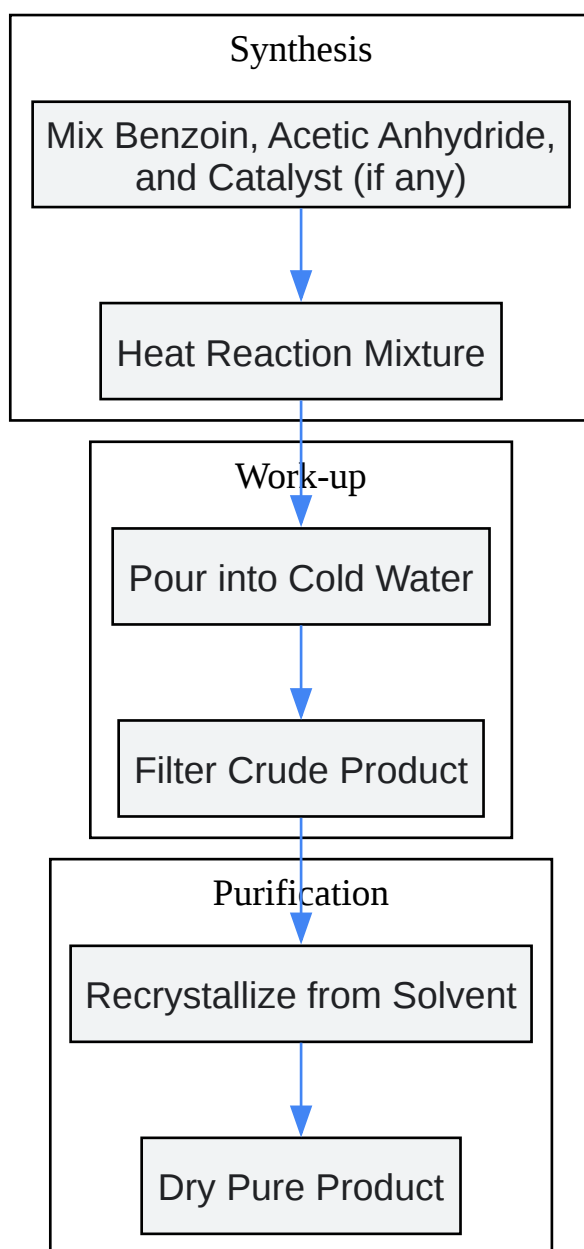 Synthesis
Mix Benzoin, Acetic Anhydride,
and Catalyst (if any)
Heat Reaction Mixture
Work-up
Pour into Cold Water
Filter Crude Product
Purification
Recrystallize from Solvent
Dry Pure Product